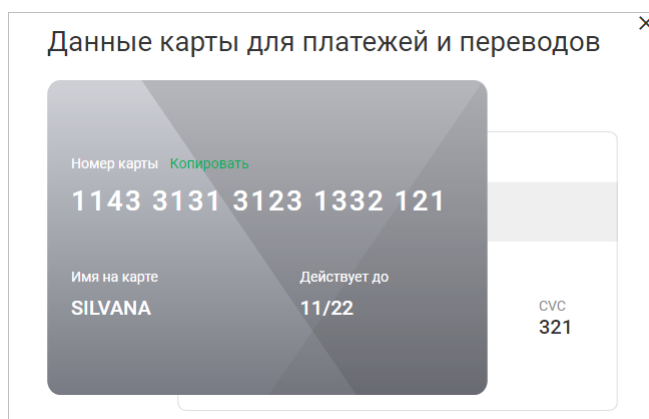 Данные карты для платежей и переводов
Номер карты Копировать
1143 3131 3123 1332 121
Имя на карте Действует до
SILVANA 11/22
CVC
321